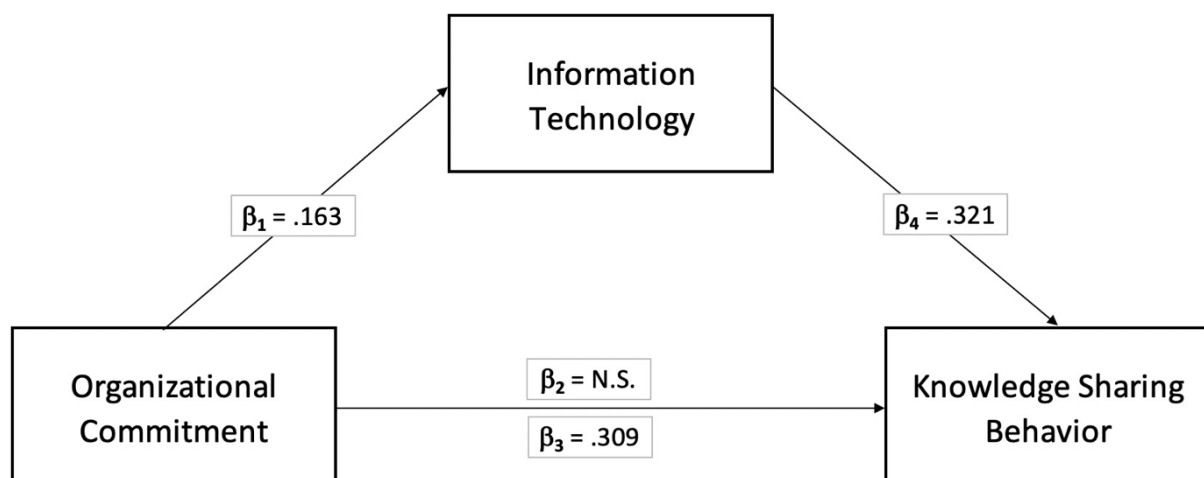 Information
Technology
β₁ = .163
β₄ = .321
Organizational
Commitment
β₂ = N.S.
β₃ = .309
Knowledge Sharing
Behavior